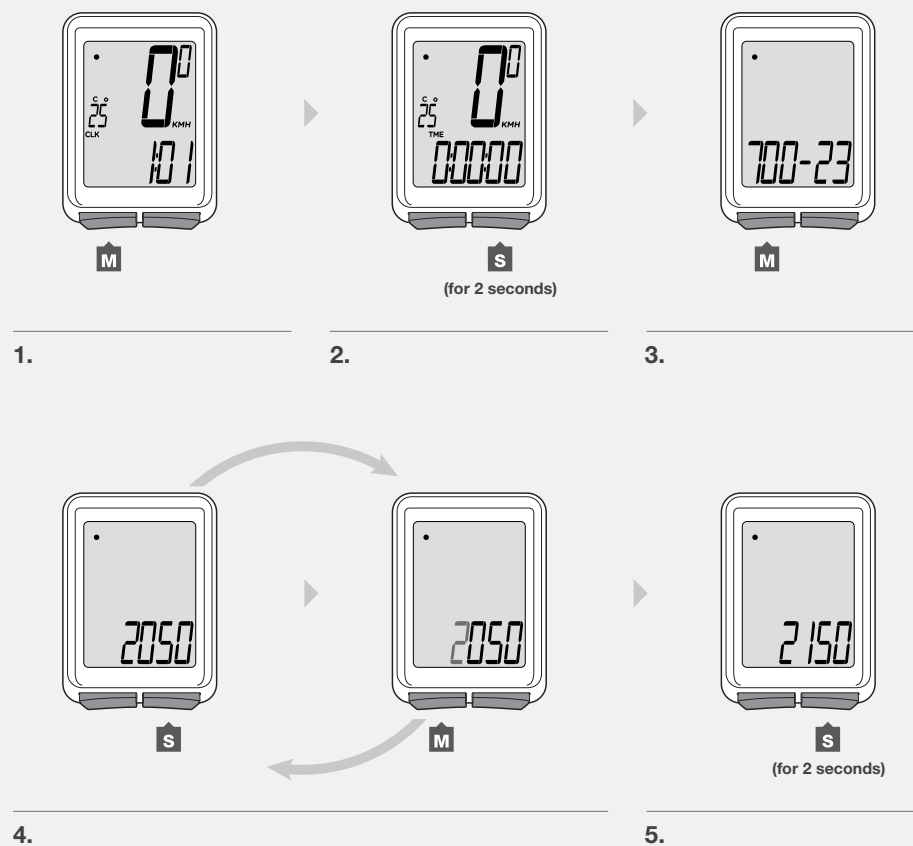 0 0
C °
25
KMH
CLK
1:01
M
0 0
C °
25
KMH
TME
0:00:00
S
(for 2 seconds)
700-23
M
1.
2.
3.
2050
S
2050
M
2150
S
(for 2 seconds)
4.
5.